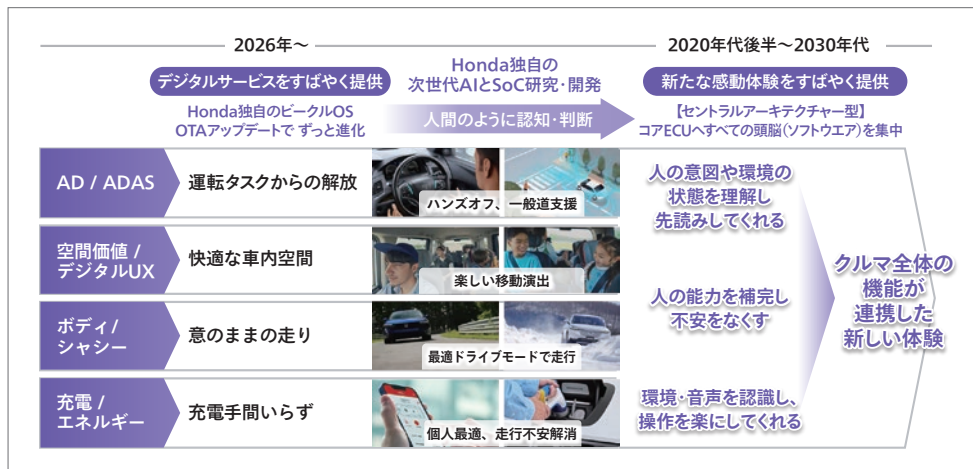 2026年～
2020年代後半～2030年代
デジタルサービスをすばやく提供
Honda独自の
次世代AIとSoC研究・開発
新たな感動体験をすばやく提供
Honda独自のビークルOS
OTAアップデートで ずっと進化
人間のように認知・判断
【セントラルアーキテクチャー型】
コアECUへすべての頭脳（ソフトウエア）を集中
AD / ADAS
運転タスクからの解放
ハンズオフ、一般道支援
人の意図や環境の
状態を理解し
先読みしてくれる
空間価値 /
デジタルUX
快適な車内空間
楽しい移動演出
ボディ/
シャシー
意のままの走り
最適ドライブモードで走行
人の能力を補完し
不安をなくす
充電 /
エネルギー
充電手間いらず
個人最適、走行不安解消
環境・音声を認識し、
操作を楽にしてくれる
クルマ全体の
機能が
連携した
新しい体験